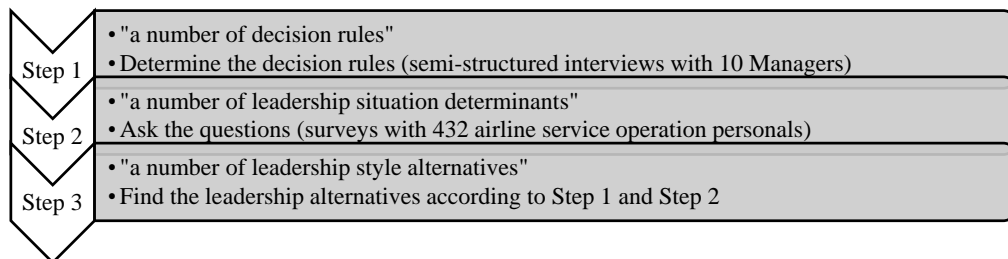 Step 1
• "a number of decision rules"
• Determine the decision rules (semi-structured interviews with 10 Managers)
Step 2
• "a number of leadership situation determinants"
• Ask the questions (surveys with 432 airline service operation personals)
Step 3
• "a number of leadership style alternatives"
• Find the leadership alternatives according to Step 1 and Step 2